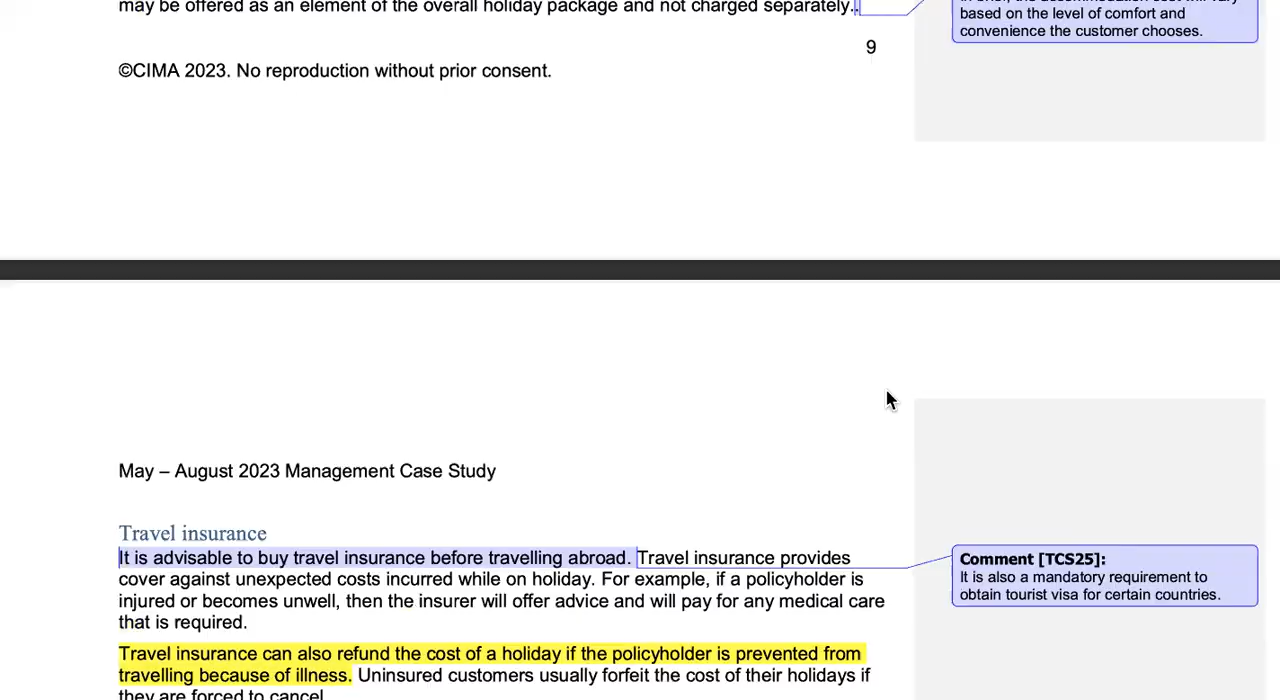 may be offered as an element of the overall holiday package and not charged separately..
based on the level of comfort and
convenience the customer chooses.
9
©CIMA 2023. No reproduction without prior consent.
May – August 2023 Management Case Study
Travel insurance
It is advisable to buy travel insurance before travelling abroad. Travel insurance provides
cover against unexpected costs incurred while on holiday. For example, if a policyholder is
injured or becomes unwell, then the insurer will offer advice and will pay for any medical care
that is required.
Comment [TCS25]:
It is also a mandatory requirement to
obtain tourist visa for certain countries.
Travel insurance can also refund the cost of a holiday if the policyholder is prevented from
travelling because of illness. Uninsured customers usually forfeit the cost of their holidays if
they are forced to cancel.